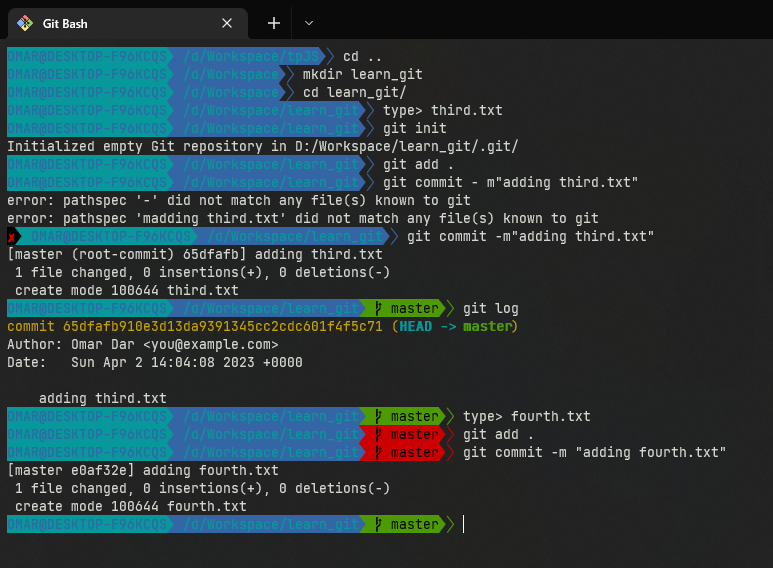 Git Bash
OMAR@DESKTOP-F96KCQS /d/Workspace/tp3S cd ..
OMAR@DESKTOP-F96KCQS /d/Workspace mkdir learn_git
OMAR@DESKTOP-F96KCQS /d/Workspace cd learn_git/
OMAR@DESKTOP-F96KCQS /d/Workspace/learn_git type> third.txt
OMAR@DESKTOP-F96KCQS /d/Workspace/learn_git git init
Initialized empty Git repository in D:/Workspace/learn_git/.git/
OMAR@DESKTOP-F96KCQS /d/Workspace/learn_git git add .
OMAR@DESKTOP-F96KCQS /d/Workspace/learn_git git commit - m"adding third.txt"
error: pathspec '-' did not match any file(s) known to git
error: pathspec 'madding third.txt' did not match any file(s) known to git
✗ OMAR@DESKTOP-F96KCQS /d/Workspace/learn_git git commit -m"adding third.txt"
[master (root-commit) 65dfafb] adding third.txt
1 file changed, 0 insertions(+), 0 deletions(-)
create mode 100644 third.txt
OMAR@DESKTOP-F96KCQS /d/Workspace/learn_git master git log
commit 65dfafb910e3d13da9391345cc2cdc601f4f5c71 (HEAD -> master)
Author: Omar Dar <you@example.com>
Date: Sun Apr 2 14:04:08 2023 +0000
adding third.txt
OMAR@DESKTOP-F96KCQS /d/Workspace/learn_git master type> fourth.txt
OMAR@DESKTOP-F96KCQS /d/Workspace/learn_git master git add .
OMAR@DESKTOP-F96KCQS /d/Workspace/learn_git master git commit -m "adding fourth.txt"
[master e0af32e] adding fourth.txt
1 file changed, 0 insertions(+), 0 deletions(-)
create mode 100644 fourth.txt
OMAR@DESKTOP-F96KCQS /d/Workspace/learn_git master